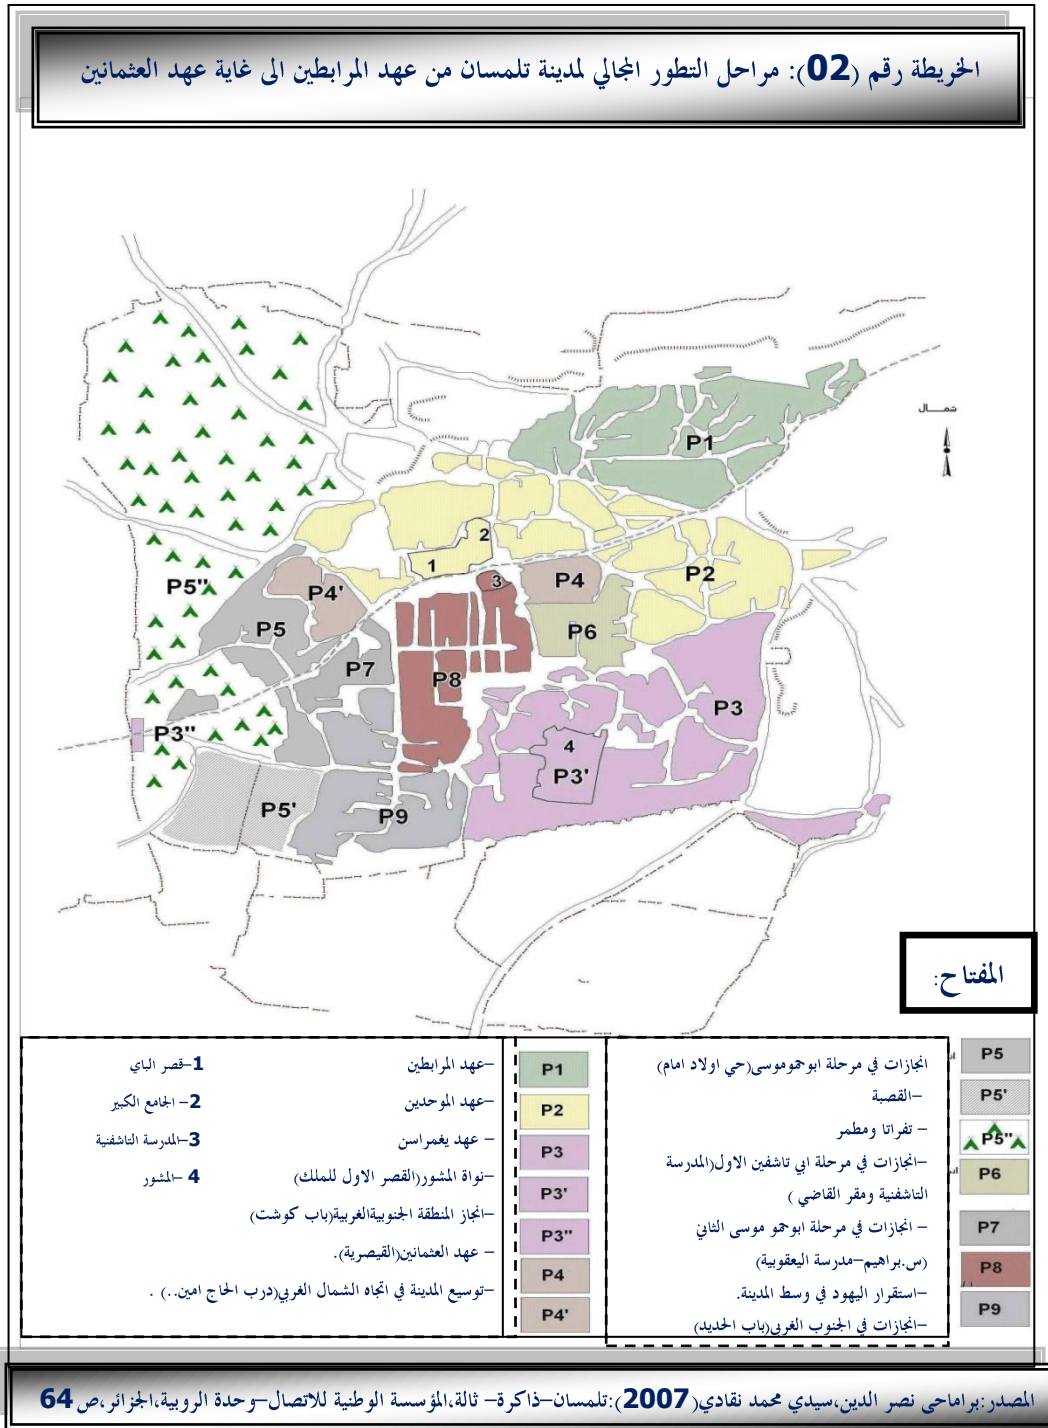 الخريطة رقم (02): مراحل التطور المجالي لمدينة تلمسان من عهد المرابطين الى غاية عهد العثمانين
شمـــال
P1
2
1
3
P4
P2
P5"
P4'
P5
P6
P7
P8
P3
P3"
4
P3'
P5'
P9
المفتاح:
P5
انجازات في مرحلة ابوحموموسى(حي اولاد امام)
P5'
–القصبة
P5"
– تفراتا ومطمر
P6
–انجازات في مرحلة ابي تاشفين الاول(المدرسة
التاشفنية ومقر القاضي )
P7
– انجازات في مرحلة ابوحمو موسى الثاني
(س.براهيم–مدرسة اليعقوبية)
P8
–استقرار اليهود في وسط المدينة.
P9
–انجازات في الجنوب الغربي(باب الحديد)
P1
–عهد المرابطين
P2
–عهد الموحدين
P3
– عهد يغمراسن
P3'
–نواة المشور(القصر الاول للملك)
P3"
–انجاز المنطقة الجنوبيةالغربية(باب كوشت)
P4
– عهد العثمانين(القيصرية).
P4'
–توسيع المدينة في اتجاه الشمال الغربي(درب الحاج امين..) .
1–قصر الباي
2– الجامع الكبير
3–المدرسة التاشفنية
4 –المشور
المصدر:براماحى نصر الدين،سيدي محمد نقادي(2007):تلمسان–ذاكرة– ثالة،المؤسسة الوطنية للاتصال–وحدة الرويبة،الجزائر،ص64